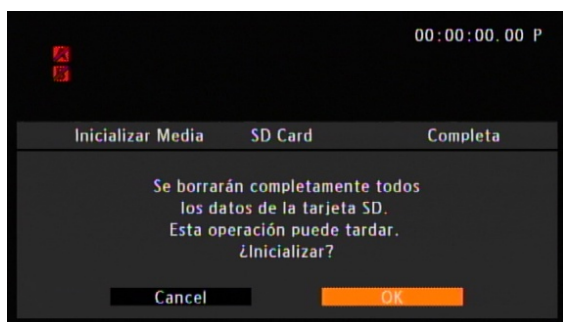 00:00:00.00 P
Inicializar Media SD Card Completa
Se borrarán completamente todos
los datos de la tarjeta SD.
Esta operación puede tardar.
¿Inicializar?
Cancel OK